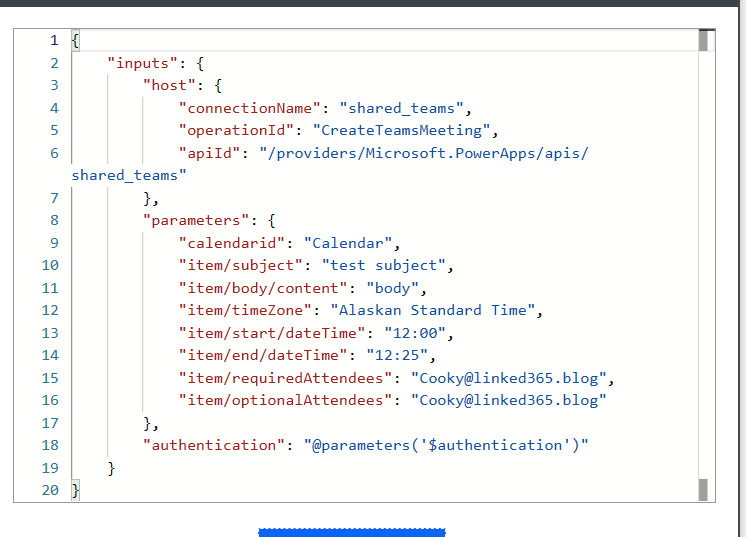 1 {
2 "inputs": {
3 "host": {
4 "connectionName": "shared_teams",
5 "operationId": "CreateTeamsMeeting",
6 "apiId": "/providers/Microsoft.PowerApps/apis/
shared_teams"
7 },
8 "parameters": {
9 "calendarid": "Calendar",
10 "item/subject": "test subject",
11 "item/body/content": "body",
12 "item/timeZone": "Alaskan Standard Time",
13 "item/start/dateTime": "12:00",
14 "item/end/dateTime": "12:25",
15 "item/requiredAttendees": "Cooky@linked365.blog",
16 "item/optionalAttendees": "Cooky@linked365.blog"
17 },
18 "authentication": "@parameters('$authentication')"
19 }
20 }